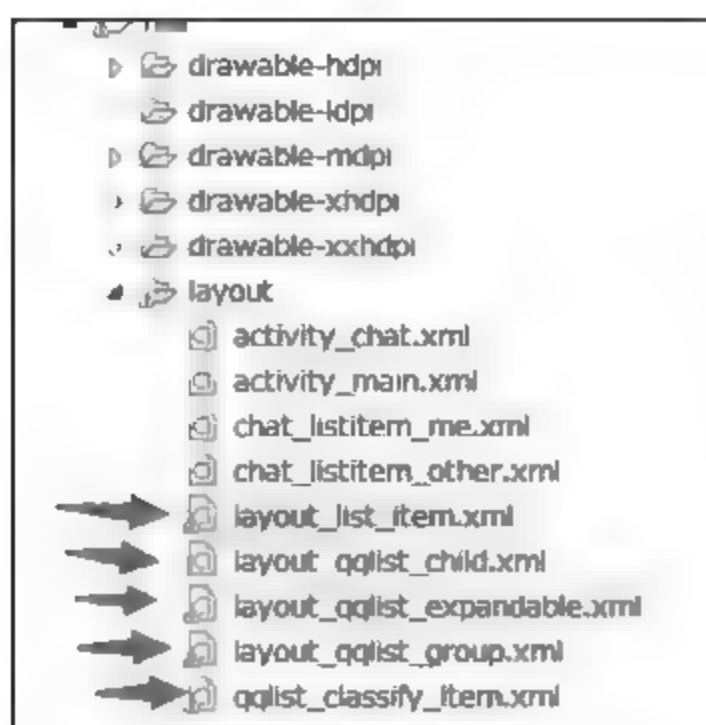 drawable-hdpi
drawable-ldpi
drawable-mdpi
drawable-xhdpi
drawable-xxhdpi
layout
activity_chat.xml
activity_main.xml
chat_listitem_me.xml
chat_listitem_other.xml
layout_list_item.xml
layout_qqlist_child.xml
layout_qqlist_expandable.xml
layout_qqlist_group.xml
qqlist_classify_item.xml